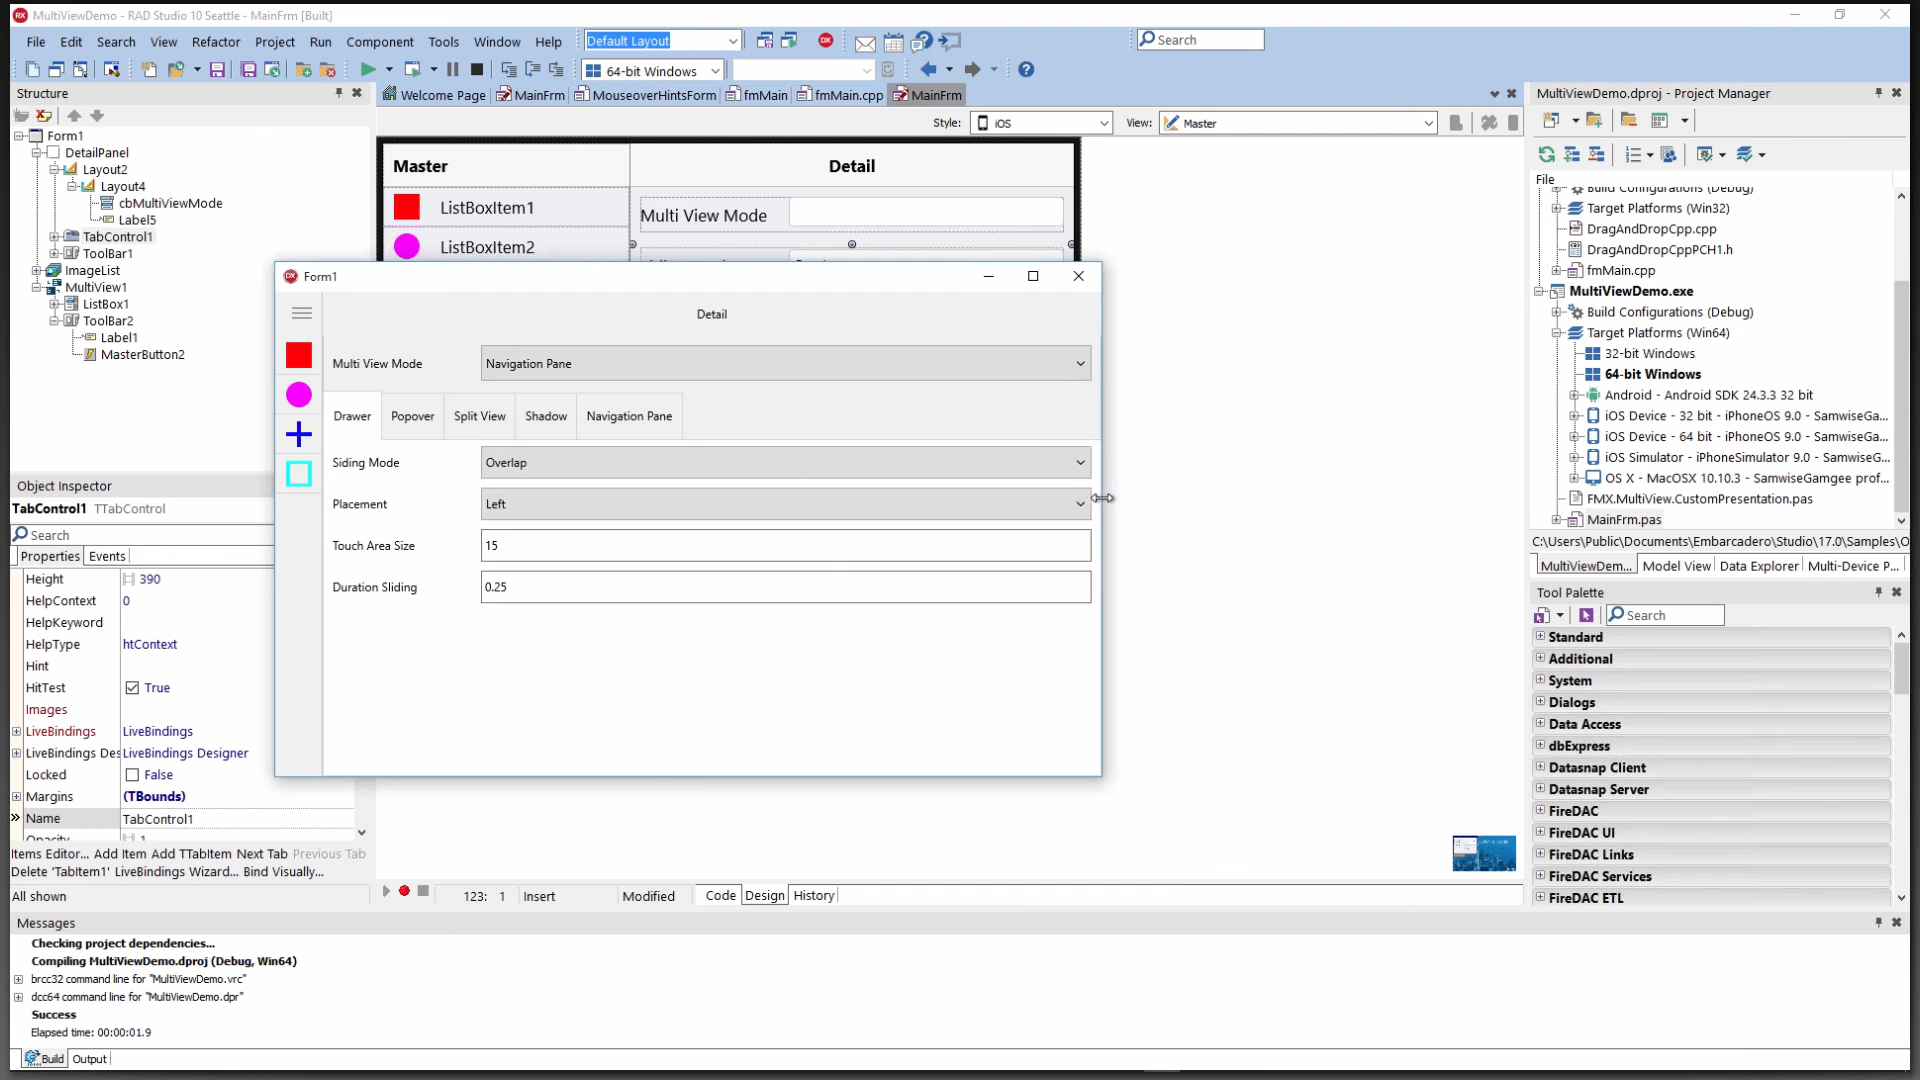 MultiViewDemo - RAD Studio 10 Seattle - MainFrm [Built]
File Edit Search View Refactor Project Run Component Tools Window Help Default Layout Search
64-bit Windows
Structure
Form1
DetailPanel
Layout2
Layout4
cbMultiViewMode
Label5
TabControl1
ToolBar1
ImageList
MultiView1
ListBox1
ToolBar2
Label1
MasterButton2
Welcome Page MainFrm MouseoverHintsForm fmMain fmMain.cpp MainFrm
Style: iOS View: Master
Master Detail
ListBoxItem1
Multi View Mode
ListBoxItem2
Form1
Detail
Multi View Mode Navigation Pane
Drawer Popover Split View Shadow Navigation Pane
Siding Mode Overlap
Placement Left
Touch Area Size 15
Duration Sliding 0.25
Object Inspector
TabControl1 TTabControl
Search
Properties Events
Height 390
HelpContext 0
HelpKeyword
HelpType htContext
Hint
HitTest True
Images
LiveBindings LiveBindings
LiveBindings Des LiveBindings Designer
Locked False
Margins (TBounds)
Name TabControl1
Opacity 1
Items Editor... Add Item Add TTabItem Next Tab Previous Tab
Delete 'TabItem1' LiveBindings Wizard... Bind Visually...
All shown
123: 1 Insert Modified Code Design History
MultiViewDemo.dproj - Project Manager
File
Build Configurations (Debug)
Target Platforms (Win32)
DragAndDropCpp.cpp
DragAndDropCppPCH1.h
fmMain.cpp
MultiViewDemo.exe
Build Configurations (Debug)
Target Platforms (Win64)
32-bit Windows
64-bit Windows
Android - Android SDK 24.3.3 32 bit
iOS Device - 32 bit - iPhoneOS 9.0 - SamwiseGa...
iOS Device - 64 bit - iPhoneOS 9.0 - SamwiseGa...
iOS Simulator - iPhoneSimulator 9.0 - SamwiseG...
OS X - MacOSX 10.10.3 - SamwiseGamgee prof...
FMX.MultiView.CustomPresentation.pas
MainFrm.pas
C:\Users\Public\Documents\Embarcadero\Studio\17.0\Samples\O
MultiViewDem... Model View Data Explorer Multi-Device P...
Tool Palette
Search
Standard
Additional
System
Dialogs
Data Access
dbExpress
Datasnap Client
Datasnap Server
FireDAC
FireDAC UI
FireDAC Links
FireDAC Services
FireDAC ETL
Messages
Checking project dependencies...
Compiling MultiViewDemo.dproj (Debug, Win64)
brcc32 command line for "MultiViewDemo.vrc"
dcc64 command line for "MultiViewDemo.dpr"
Success
Elapsed time: 00:00:01.9
Build Output